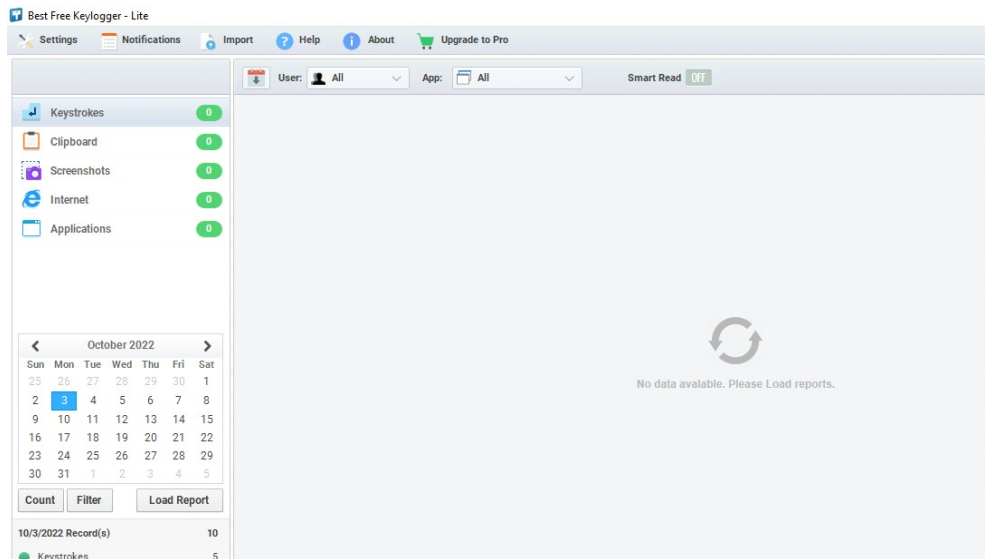 Best Free Keylogger - Lite
Settings Notifications Import Help About Upgrade to Pro
User: All App: All Smart Read OFF
Keystrokes 0
Clipboard 0
Screenshots 0
Internet 0
Applications 0
October 2022
Sun Mon Tue Wed Thu Fri Sat
25 26 27 28 29 30 1
2 3 4 5 6 7 8
9 10 11 12 13 14 15
16 17 18 19 20 21 22
23 24 25 26 27 28 29
30 31 1 2 3 4 5
No data avalable. Please Load reports.
Count Filter Load Report
10/3/2022 Record(s) 10
Keystrokes 5